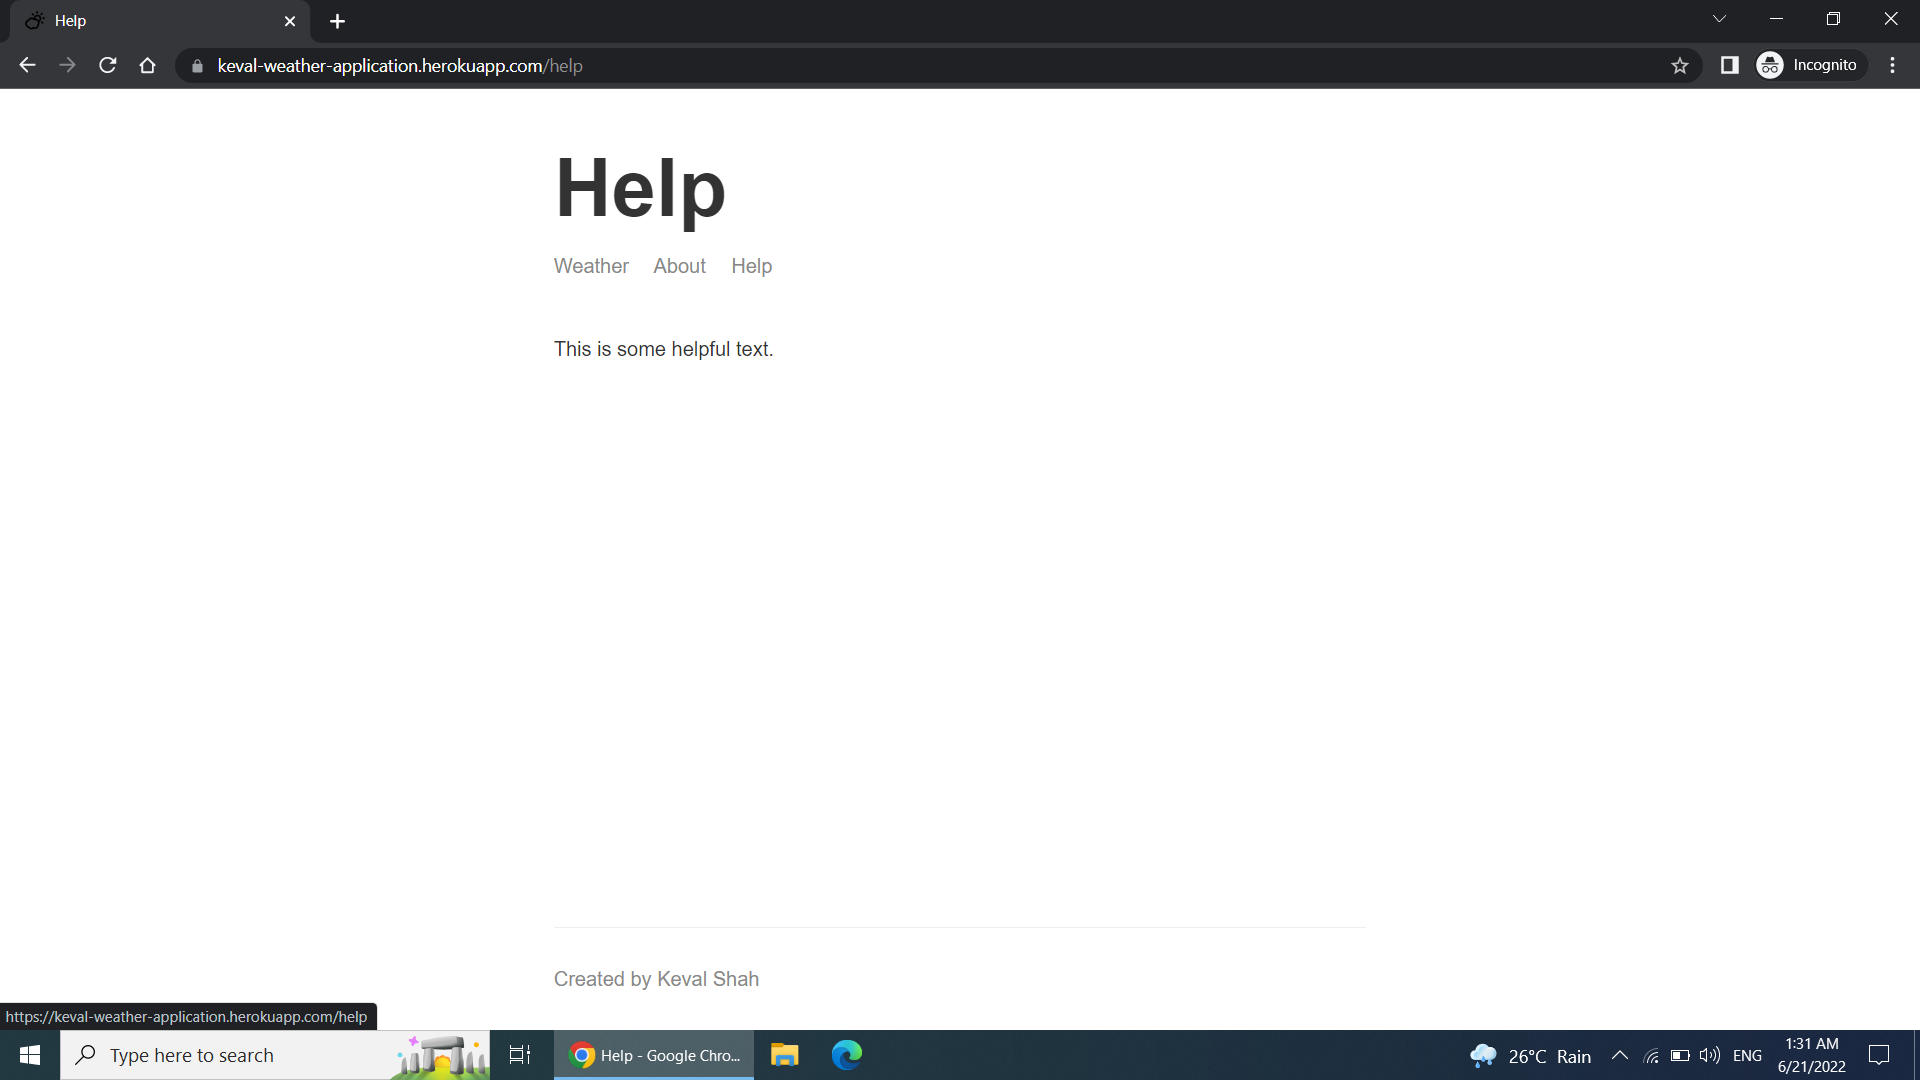 Help
keval-weather-application.herokuapp.com/help
Incognito
Help
Weather About Help
This is some helpful text.
Created by Keval Shah
https://keval-weather-application.herokuapp.com/help
Type here to search
Help - Google Chro...
26°C Rain
ENG
1:31 AM
6/21/2022